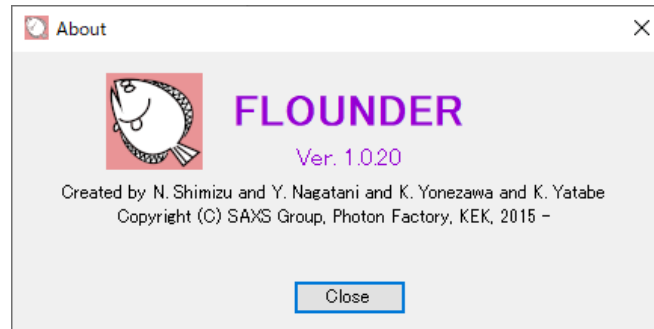 About
FLOUNDER
Ver. 1.0.20
Created by N. Shimizu and Y. Nagatani and K. Yonezawa and K. Yatabe
Copyright (C) SAXS Group, Photon Factory, KEK, 2015 -
Close